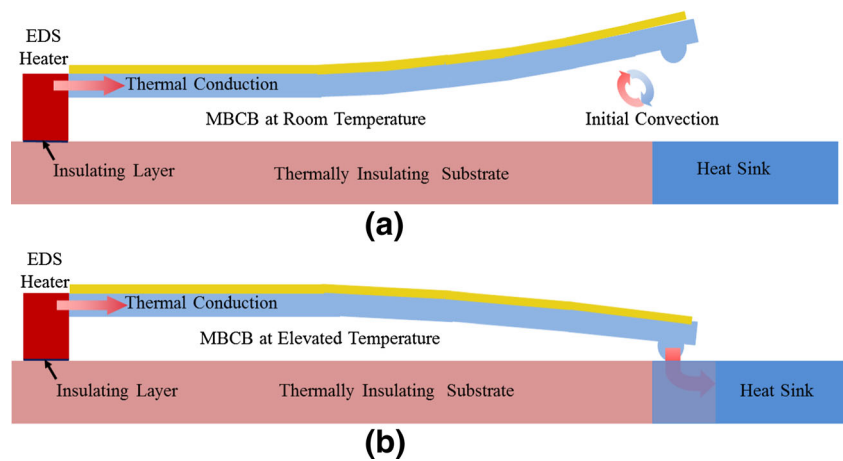 EDS
Heater
Thermal Conduction
MBCB at Room Temperature
Initial Convection
Insulating Layer
Thermally Insulating Substrate
Heat Sink
(a)
EDS
Heater
Thermal Conduction
MBCB at Elevated Temperature
Insulating Layer
Thermally Insulating Substrate
Heat Sink
(b)